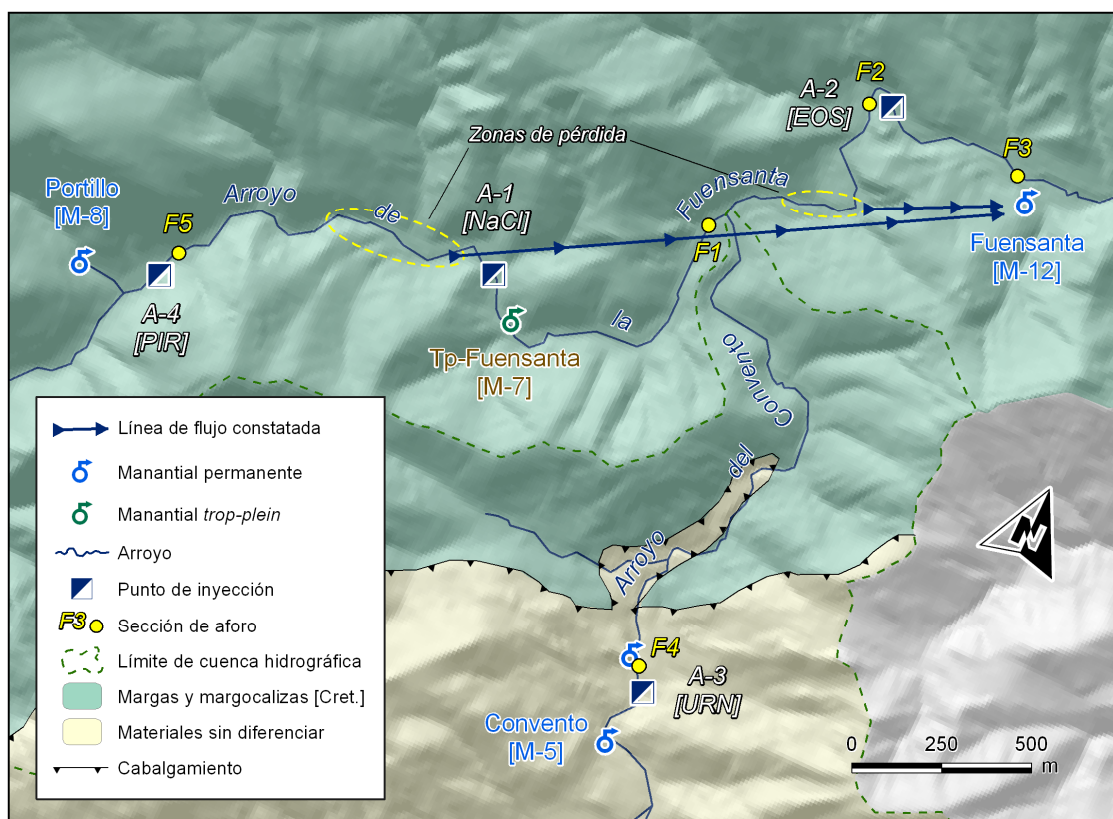 F2
A-2
[EOS]
Zonas de pérdida
F3
Portillo
[M-8]
F5
Arroyo
de
A-1
[NaCl]
Fuensanta
F1
Fuensanta
[M-12]
A-4
[PIR]
la
Tp-Fuensanta
[M-7]
Convento
del
Arroyo
N
F4
A-3
[URN]
Convento
[M-5]
0 250 500
m
Línea de flujo constatada
Manantial permanente
Manantial trop-plein
Arroyo
Punto de inyección
F3 Sección de aforo
Límite de cuenca hidrográfica
Margas y margocalizas [Cret.]
Materiales sin diferenciar
Cabalgamiento